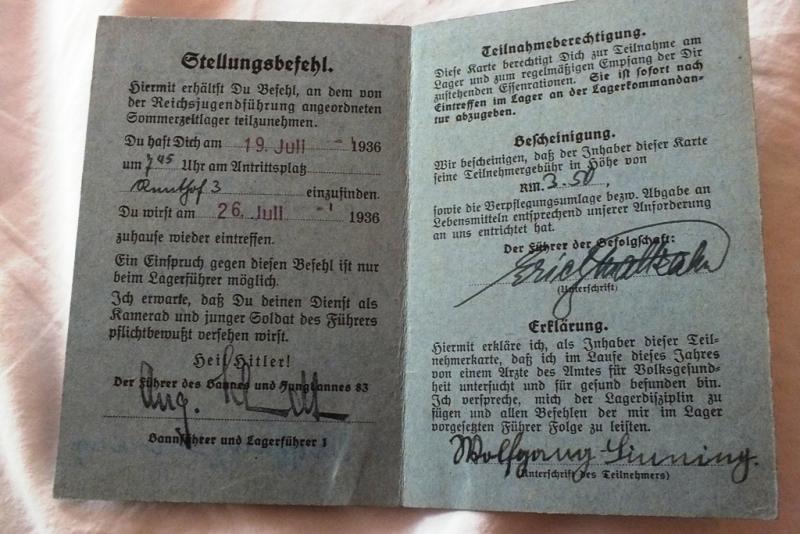 Stellungsbefehl.
Hiermit erhältst Du Befehl, an dem von
der Reichsjugendführung angeordneten
Sommerzeltlager teilzunehmen.
Du hast Dich am 19. Juli 1936
um 7⁴⁵ Uhr am Antrittsplatz
3 einzufinden.
Du wirst am 26. Juli 1936
zuhause wieder eintreffen.
Ein Einspruch gegen diesen Befehl ist nur
beim Lagerführer möglich.
Ich erwarte, daß Du deinen Dienst als
Kamerad und junger Soldat des Führers
pflichtbewußt versehen wirst.
Heil Hitler!
Der Führer des Bannes und Jungbannes 83
Aug.
Bannführer und Lagerführer 1
Teilnahmeberechtigung.
Diese Karte berechtigt Dich zur Teilnahme am
Lager und zum regelmäßigen Empfang der Dir
zustehenden Essenrationen. Sie ist sofort nach
Eintreffen im Lager an der Lagerkommandan-
tur abzugeben.
Bescheinigung.
Wir bescheinigen, daß der Inhaber dieser Karte
seine Teilnehmergebühr in Höhe von
RM. 3.50,
sowie die Verpflegungsumlage bezw. Abgabe an
Lebensmitteln entsprechend unserer Anforderung
an uns entrichtet hat.
Der Führer der Gefolgschaft:
Erich
(Unterschrift)
Erklärung.
Hiermit erkläre ich, als Inhaber dieser Teil-
nehmerkarte, daß ich im Laufe dieses Jahres
von einem Arzte des Amtes für Volksgesund-
heit untersucht und für gesund befunden bin.
Ich verspreche, mich der Lagerdisziplin zu
fügen und allen Befehlen der mir im Lager
vorgesetzten Führer Folge zu leisten.
Wolfgang Linning.
(Unterschrift des Teilnehmers)